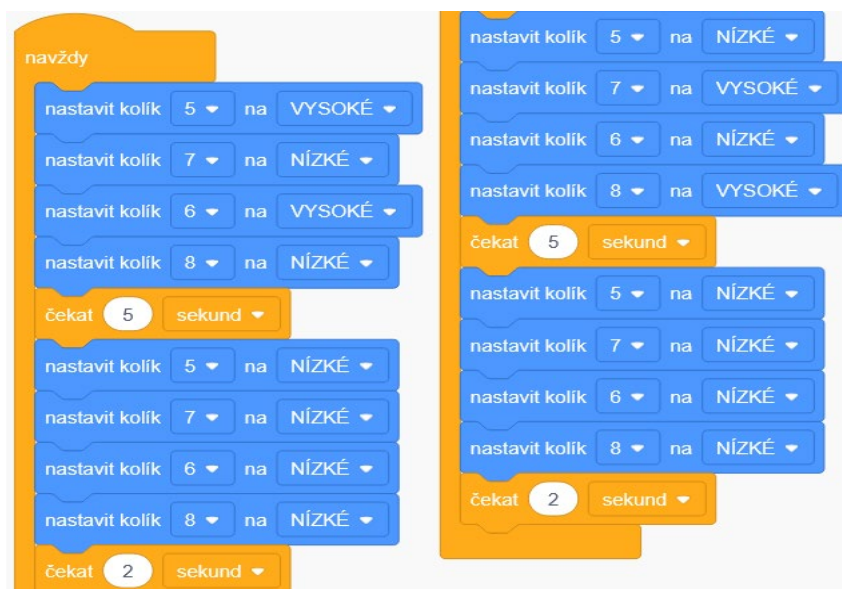 navždy
nastavit kolík 5 na VYSOKÉ
nastavit kolík 7 na NÍZKÉ
nastavit kolík 6 na VYSOKÉ
nastavit kolík 8 na NÍZKÉ
čekat 5 sekund
nastavit kolík 5 na NÍZKÉ
nastavit kolík 7 na NÍZKÉ
nastavit kolík 6 na NÍZKÉ
nastavit kolík 8 na NÍZKÉ
čekat 2 sekund
nastavit kolík 5 na NÍZKÉ
nastavit kolík 7 na VYSOKÉ
nastavit kolík 6 na NÍZKÉ
nastavit kolík 8 na VYSOKÉ
čekat 5 sekund
nastavit kolík 5 na NÍZKÉ
nastavit kolík 7 na NÍZKÉ
nastavit kolík 6 na NÍZKÉ
nastavit kolík 8 na NÍZKÉ
čekat 2 sekund